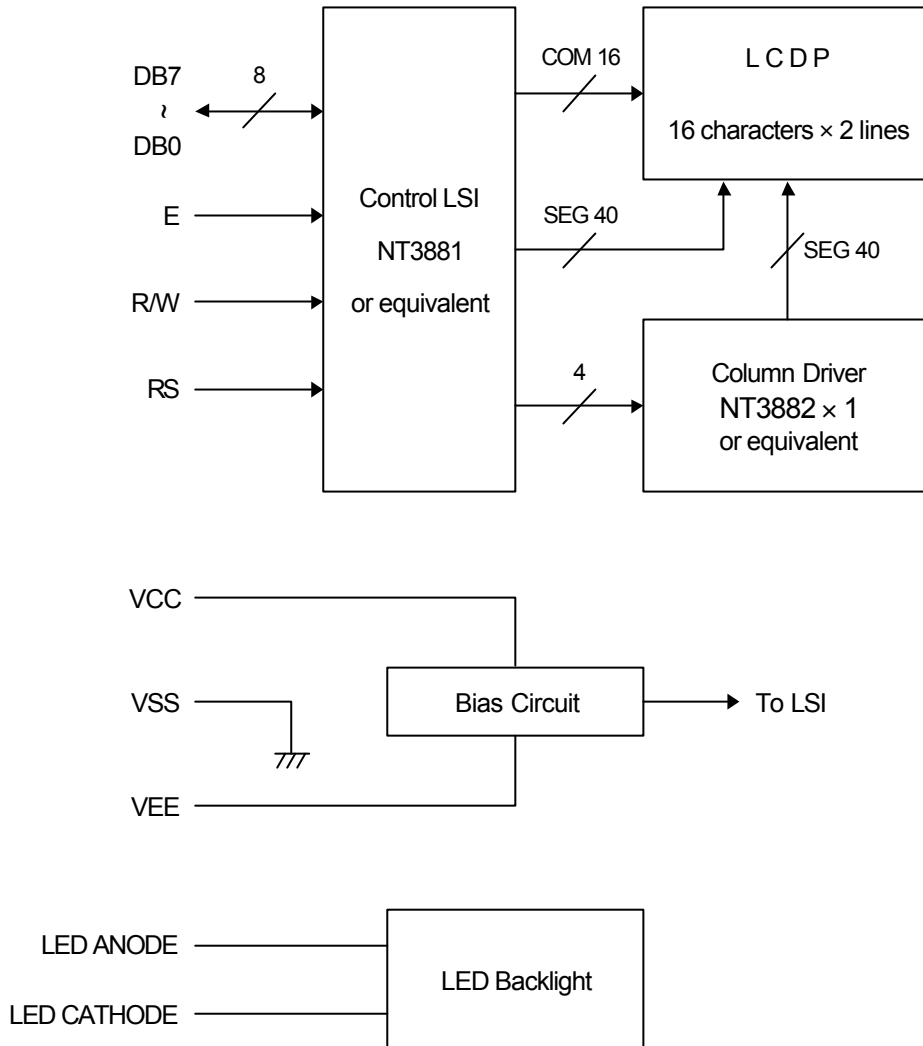 DB7
~
DB0
8
E
R/W
RS
Control LSI
NT3881
or equivalent
COM 16
SEG 40
4
L C D P
16 characters × 2 lines
SEG 40
Column Driver
NT3882 × 1
or equivalent
VCC
VSS
VEE
Bias Circuit
To LSI
LED ANODE
LED CATHODE
LED Backlight